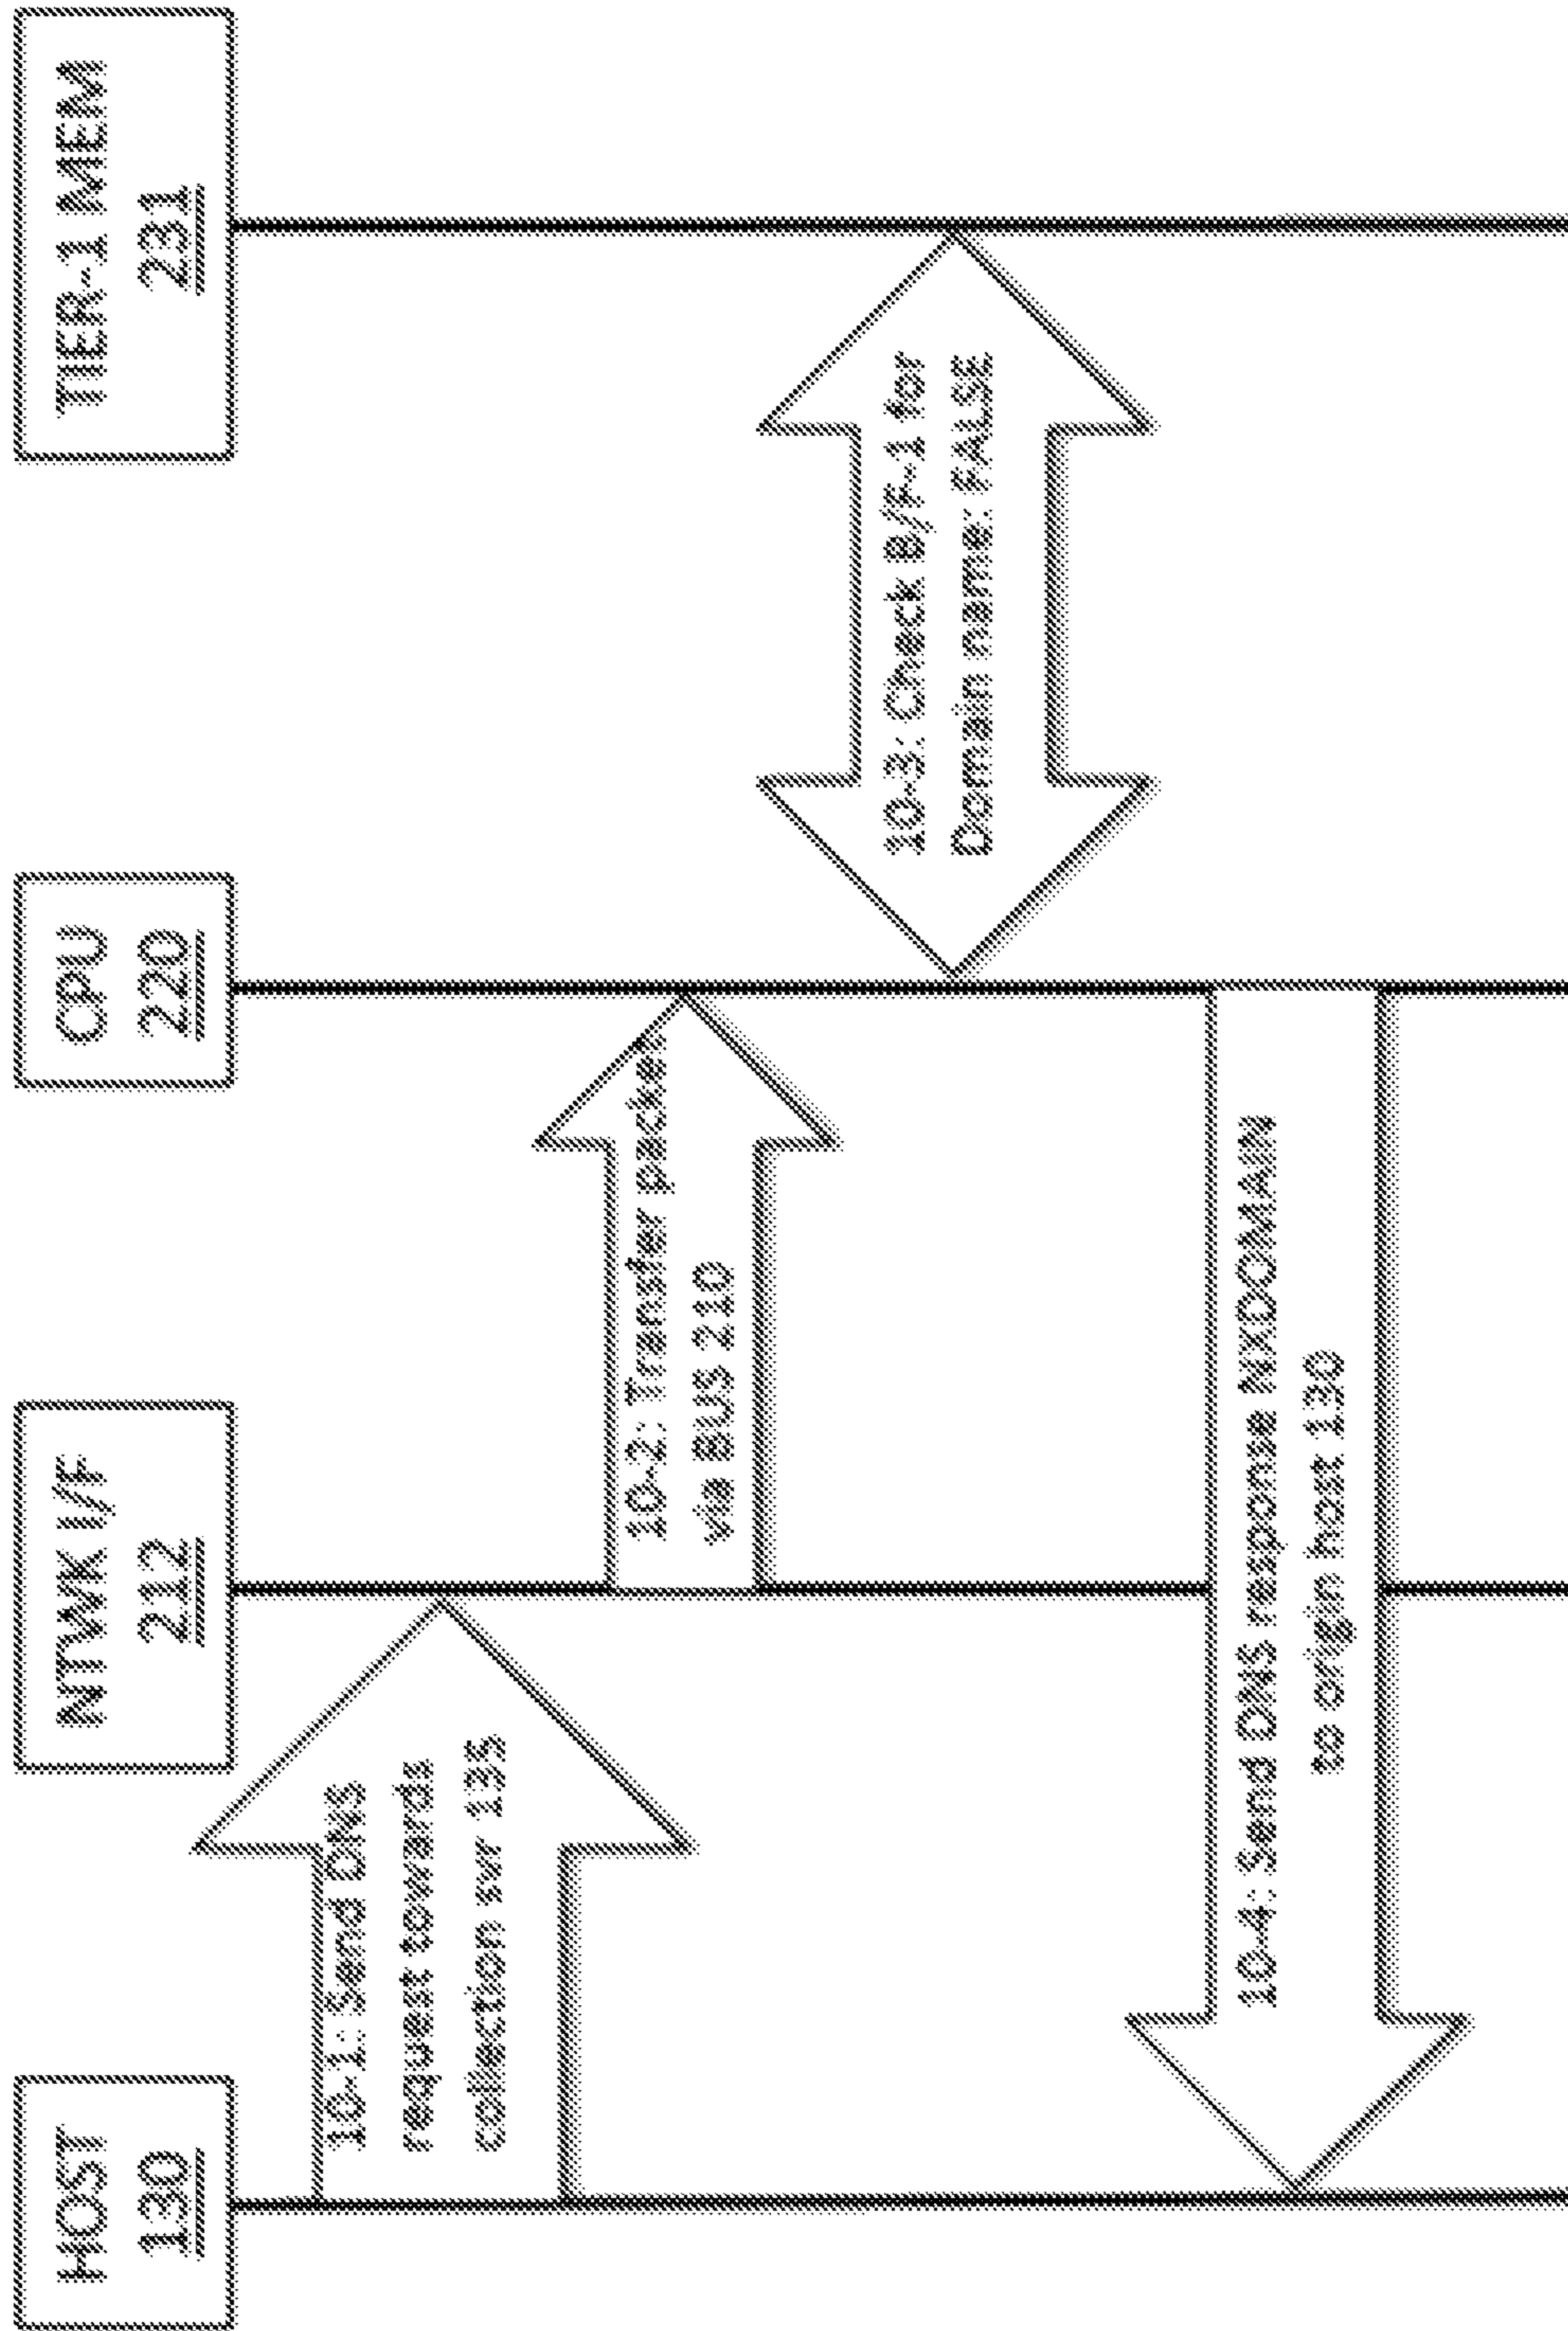 HOST
130
NTWK I/F
212
CPU
220
TIER-1 MEM
231
10-1: Send DNS
request towards
collection svr 135
10-2: Transfer packet
via BUS 210
10-3: Check B/F-1 for
Domain name: FALSE
10-4: Send DNS response NXDOMAIN
to origin host 130